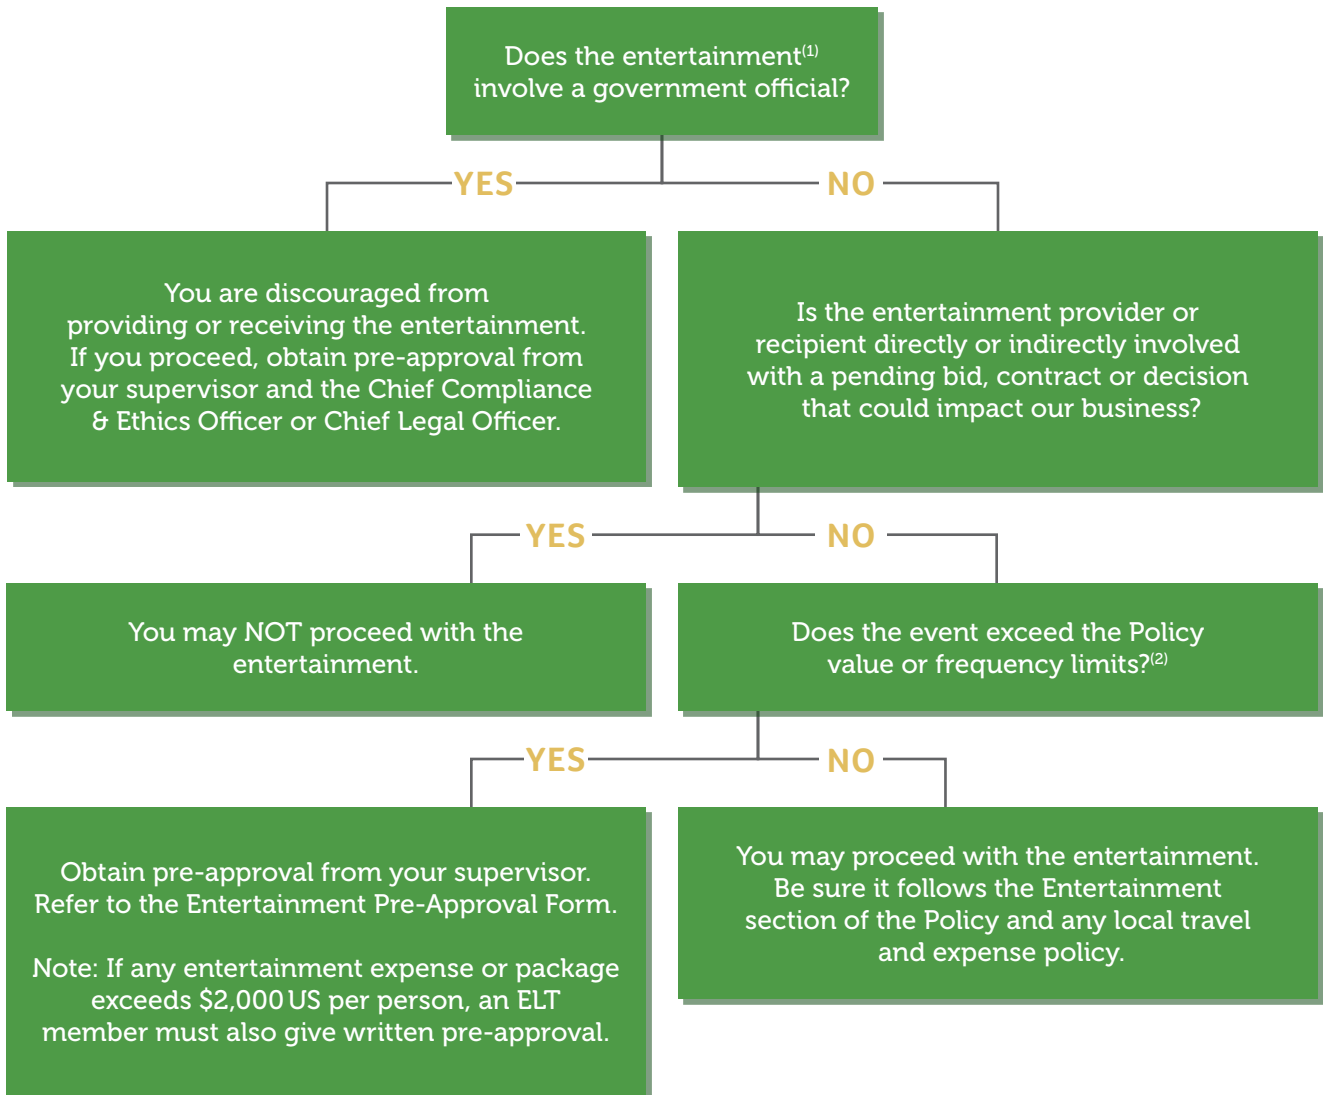 Does the entertainment(1)
involve a government official?
YES
NO
You are discouraged from
providing or receiving the entertainment.
If you proceed, obtain pre-approval from
your supervisor and the Chief Compliance
& Ethics Officer or Chief Legal Officer.
Is the entertainment provider or
recipient directly or indirectly involved
with a pending bid, contract or decision
that could impact our business?
YES
NO
You may NOT proceed with the
entertainment.
Does the event exceed the Policy
value or frequency limits?(2)
YES
NO
Obtain pre-approval from your supervisor.
Refer to the Entertainment Pre-Approval Form.
Note: If any entertainment expense or package
exceeds $2,000 US per person, an ELT
member must also give written pre-approval.
You may proceed with the entertainment.
Be sure it follows the Entertainment
section of the Policy and any local travel
and expense policy.